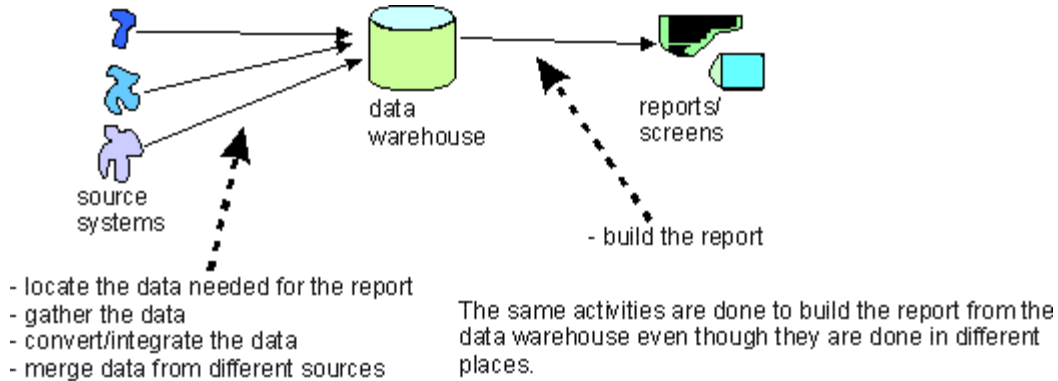 data
warehouse
reports/
screens
source
systems
- build the report
- locate the data needed for the report
- gather the data
- convert/integrate the data
- merge data from different sources
The same activities are done to build the report from the
data warehouse even though they are done in different
places.